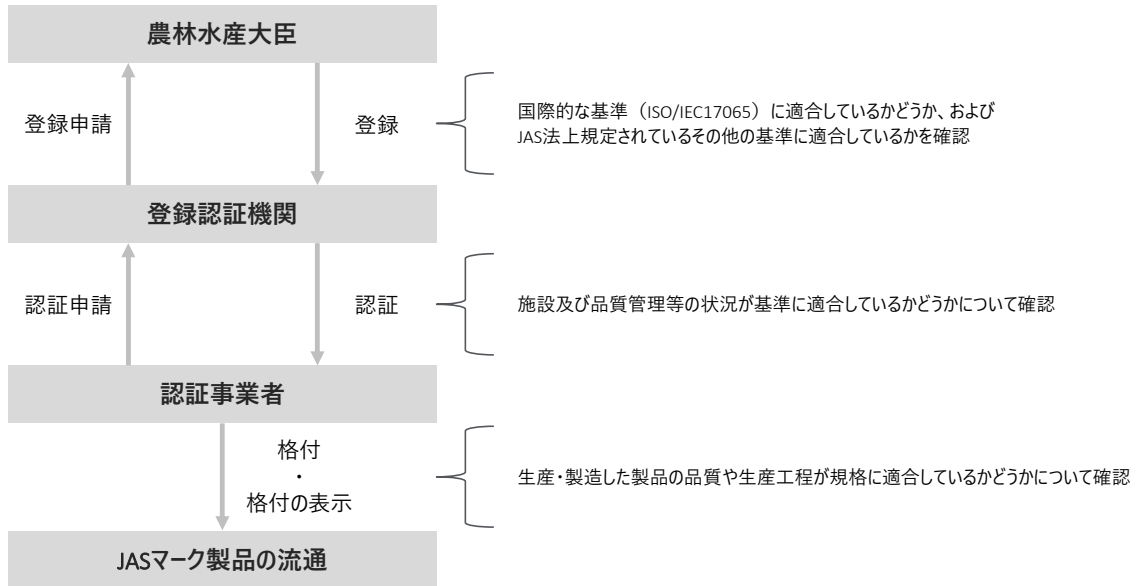 農林水産大臣
登録申請
登録
国際的な基準（ISO/IEC17065）に適合しているかどうか、および
JAS法上規定されているその他の基準に適合しているかを確認
登録認証機関
認証申請
認証
施設及び品質管理等の状況が基準に適合しているかどうかについて確認
認証事業者
格付
・
格付の表示
生産・製造した製品の品質や生産工程が規格に適合しているかどうかについて確認
JASマーク製品の流通